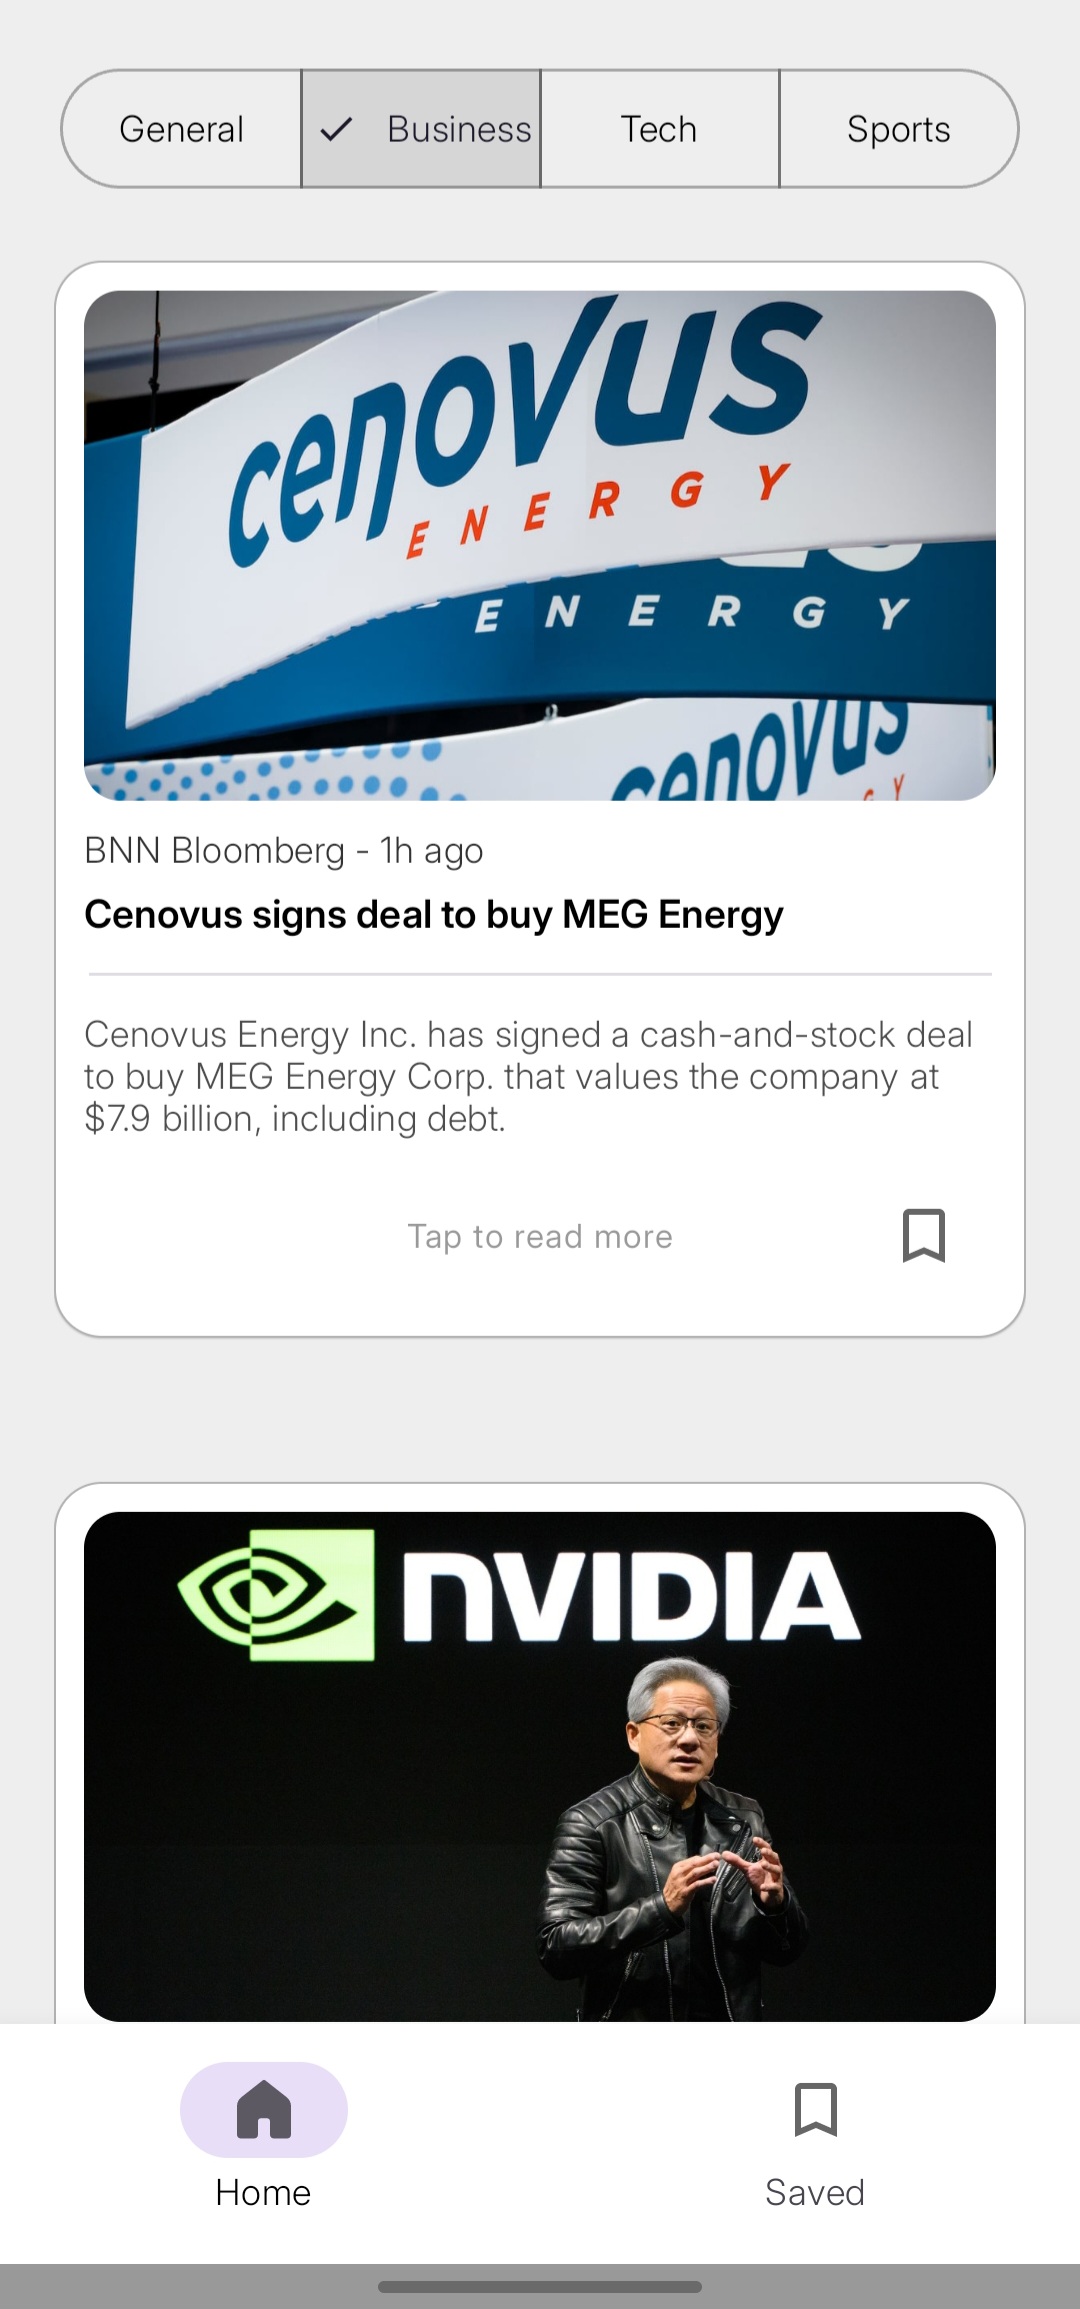 General
Business
Tech
Sports
cenovus
ENERGY
ENERGY
cenovus
BNN Bloomberg - 1h ago
Cenovus signs deal to buy MEG Energy
Cenovus Energy Inc. has signed a cash-and-stock deal
to buy MEG Energy Corp. that values the company at
$7.9 billion, including debt.
Tap to read more
NVIDIA
Home
Saved